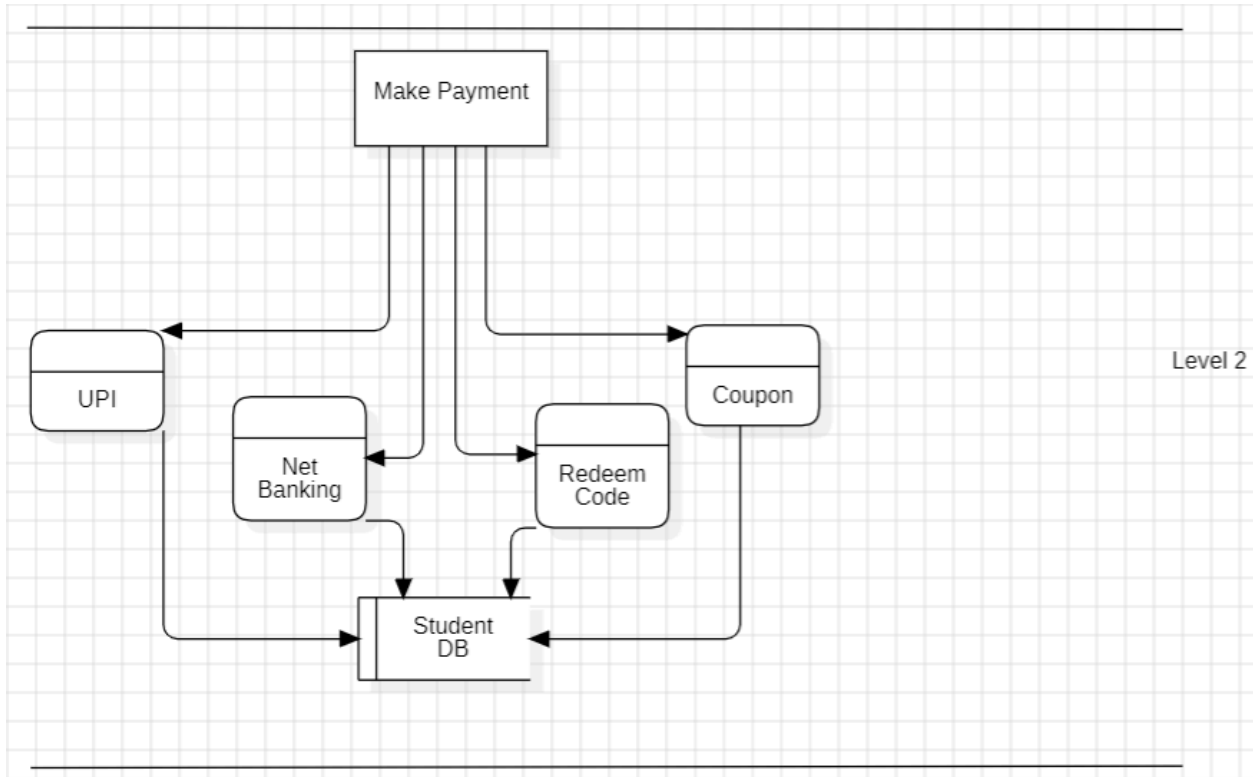 Make Payment
Level 2
UPI
Coupon
Net
Banking
Redeem
Code
Student
DB